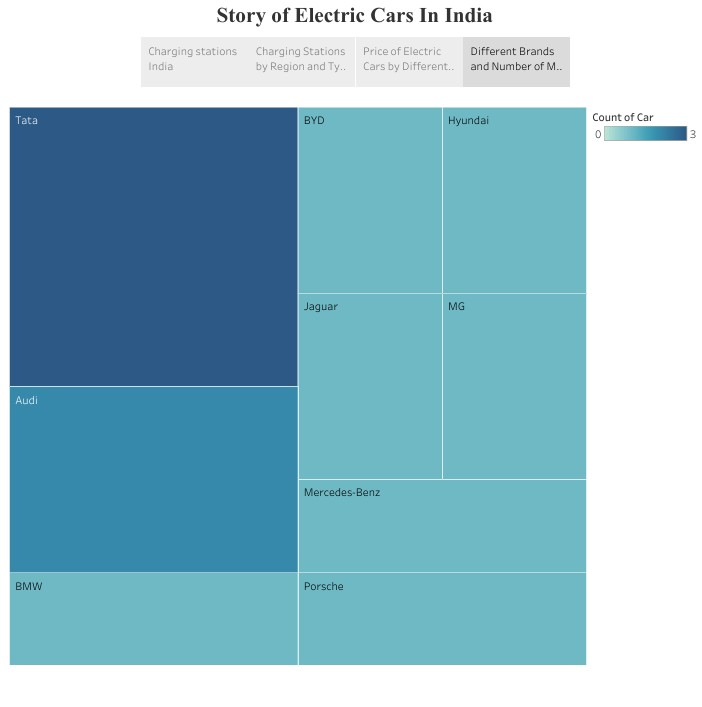 Story of Electric Cars In India
Charging stations
India
Charging Stations
by Region and Ty..
Price of Electric
Cars by Different..
Different Brands
and Number of M..
Tata
BYD
Hyundai
Count of Car
0
3
Jaguar
MG
Audi
Mercedes-Benz
BMW
Porsche